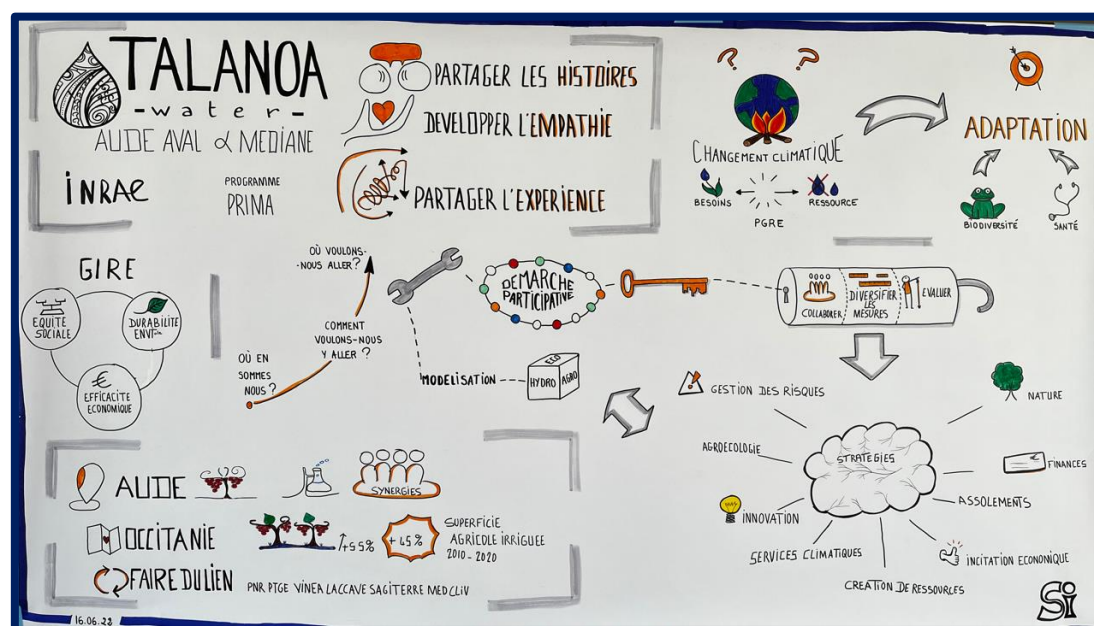 TALANOA
-water-
AUDE AVAL & MEDIANE
INRAE
PROGRAMME
PRIMA
PARTAGER LES HISTOIRES
DEVELOPPER L'EMPATHIE
PARTAGER L'EXPERIENCE
? ?
CHANGEMENT CLIMATIQUE
BESOINS
RESSOURCE
PGRE
ADAPTATION
BIODIVERSITÉ
SANTÉ
GIRE
EQUITE
SOCIALE
DURABILITE
ENVT^ale
€
EFFICACITE
ECONOMIQUE
OÙ EN
SOMMES
NOUS?
COMMENT
VOULONS-NOUS
Y ALLER ?
OÙ VOULONS-
-NOUS ALLER?
DEMARCHE
PARTICIPATIVE
MODELISATION
ECO
HYDRO
AGRO
COLLABORER
DIVERSIFIER
LES
MESURES
EVALUER
STRATEGIES
GESTION DES RISQUES
AGROECOLOGIE
INNOVATION
SERVICES CLIMATIQUES
CREATION DE RESSOURCES
INCITATION ECONOMIQUE
ASSOLEMENTS
€
FINANCES
NATURE
AUDE
SYNERGIES
OCCITANIE
↑+55%
+45%
SUPERFICIE
AGRICOLE IRRIGUEE
2010-2020
FAIRE DU LIEN
PNR PTGE VINEA LACCAVE SAGITERRE MEDCLIV
16.06.23
Si